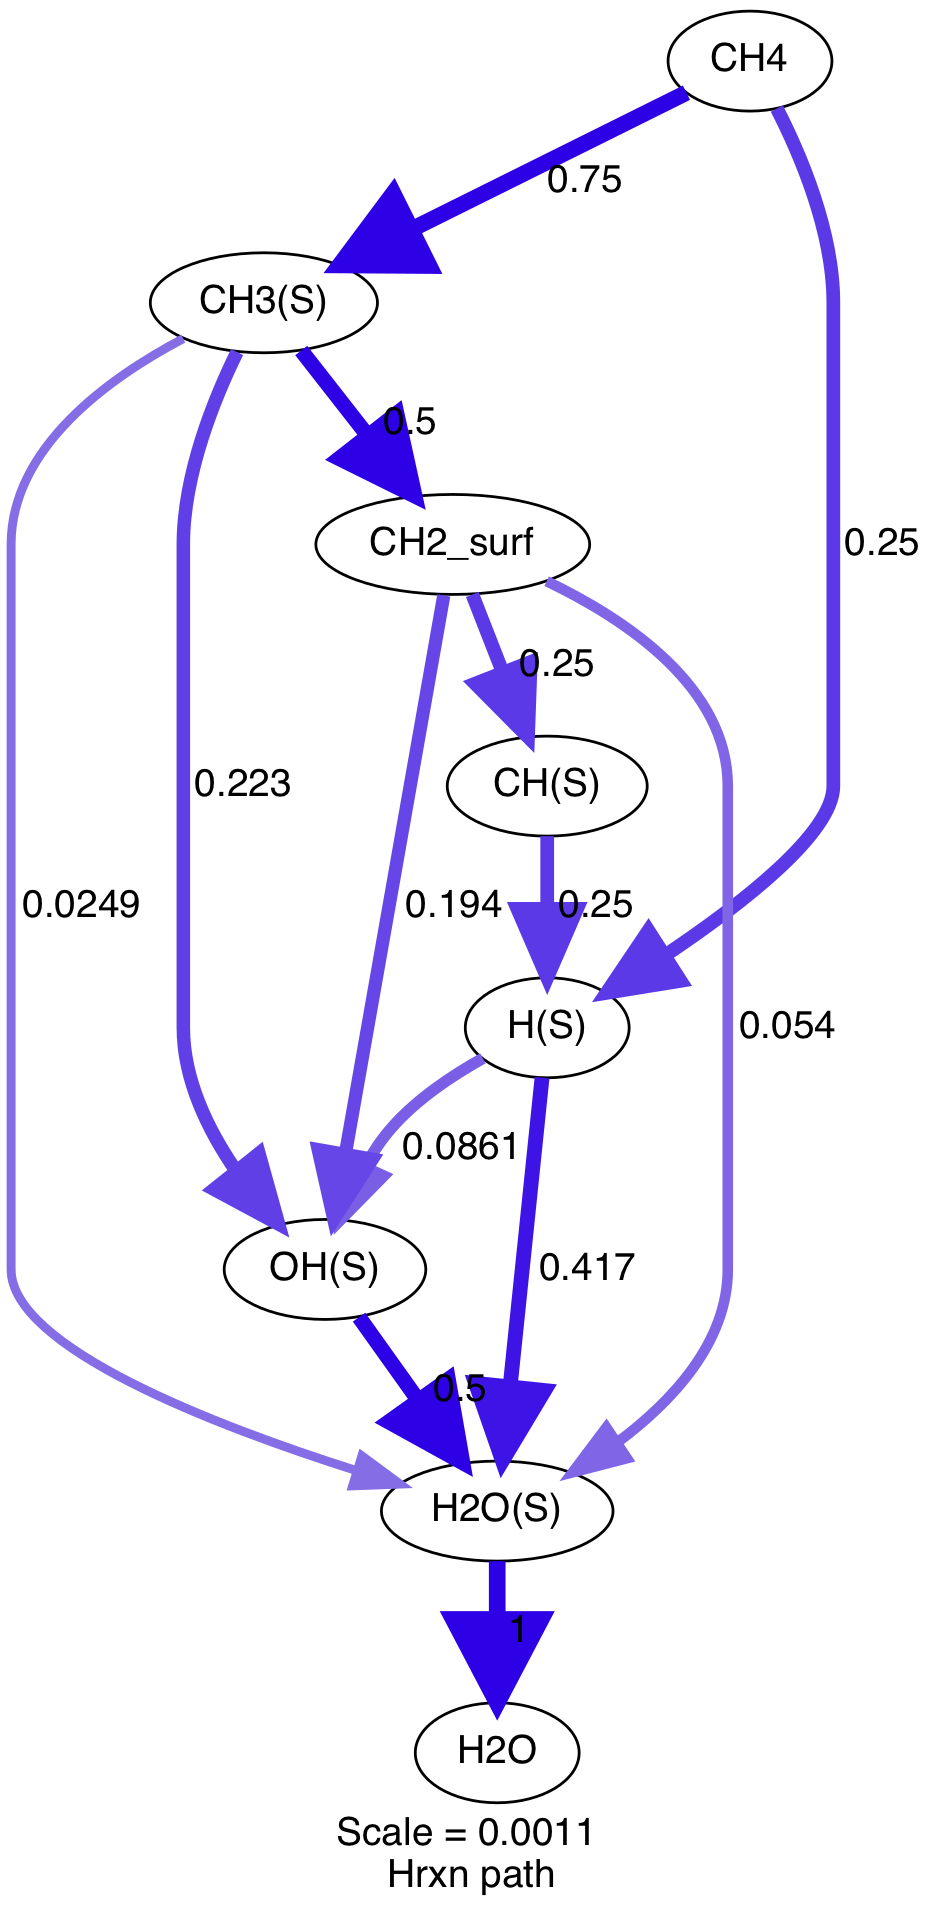 CH4
0.75
CH3(S)
0.5
CH2_surf
0.25
0.25
CH(S)
0.223
0.0249
0.194
0.25
H(S)
0.054
0.0861
OH(S)
0.417
0.5
H2O(S)
1
H2O
Scale = 0.0011
Hrxn path